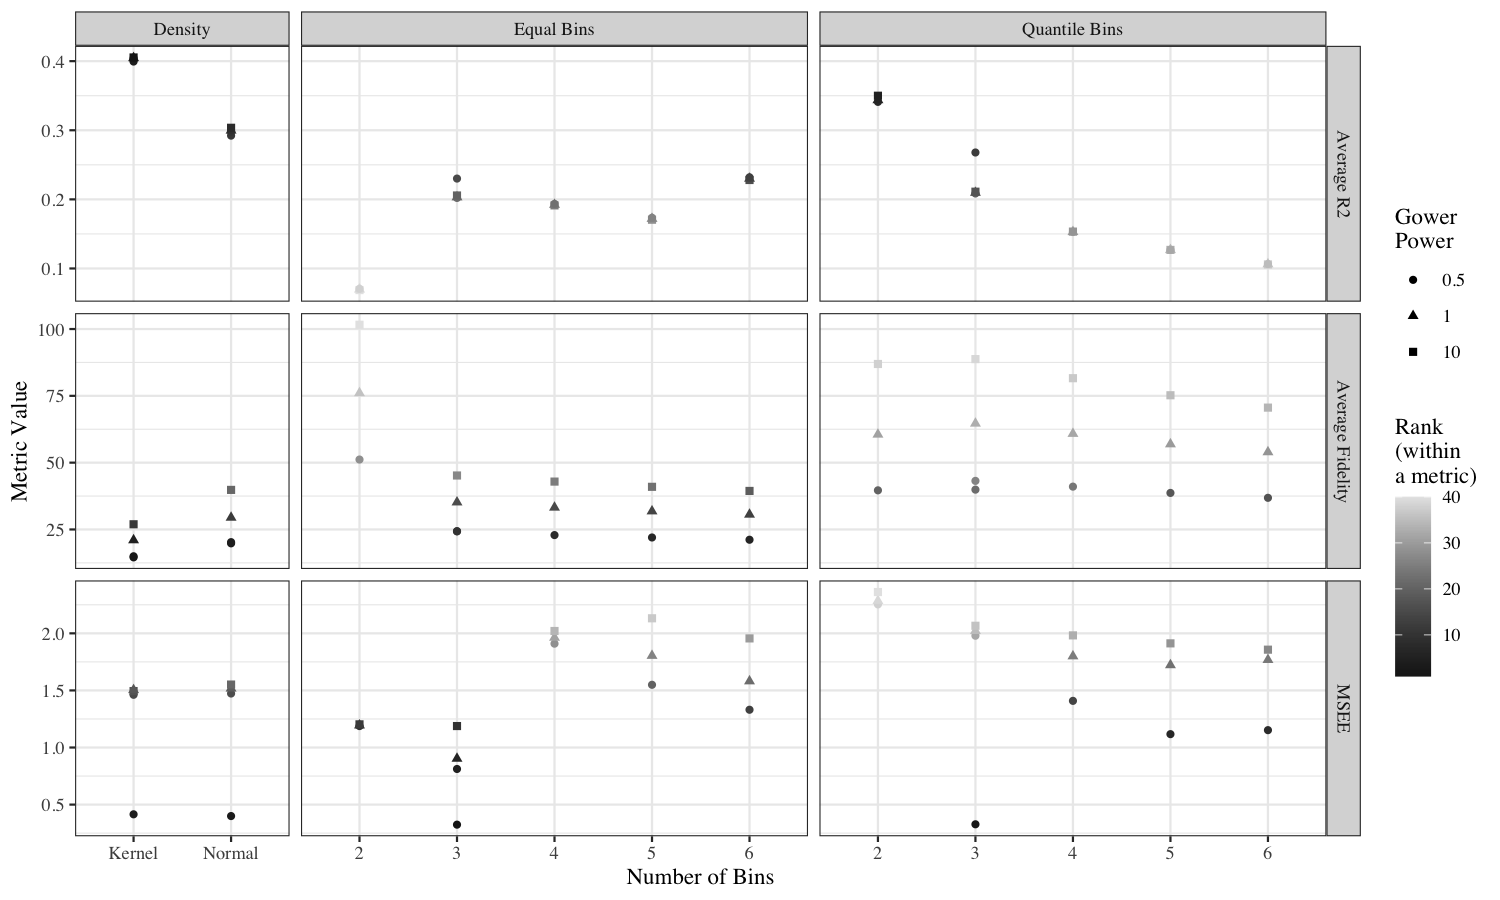 Density
Equal Bins
Quantile Bins
0.4
0.3
0.2
0.1
Average R2
100
75
50
25
Average Fidelity
2.0
1.5
1.0
0.5
MSEE
Metric Value
Kernel
Normal
2
3
4
5
6
2
3
4
5
6
Number of Bins
Gower
Power
0.5
1
10
Rank
(within
a metric)
40
30
20
10